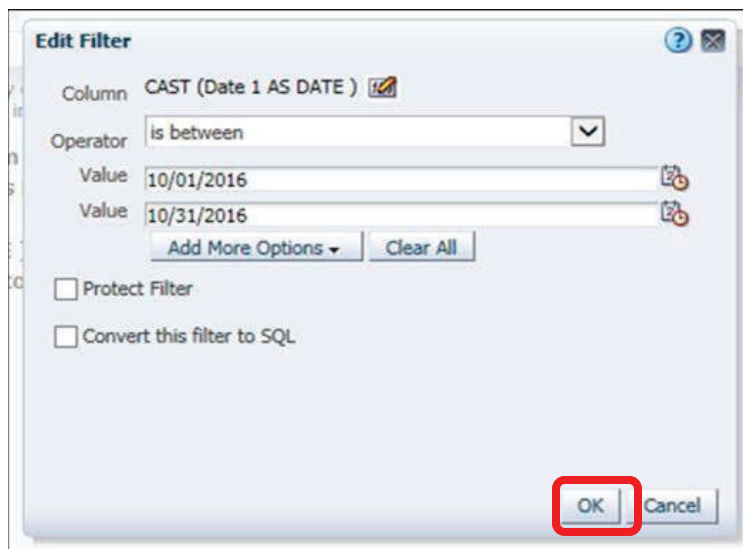 Edit Filter
Column CAST (Date 1 AS DATE )
Operator is between
Value 10/01/2016
Value 10/31/2016
Add More Options Clear All
Protect Filter
Convert this filter to SQL
OK Cancel